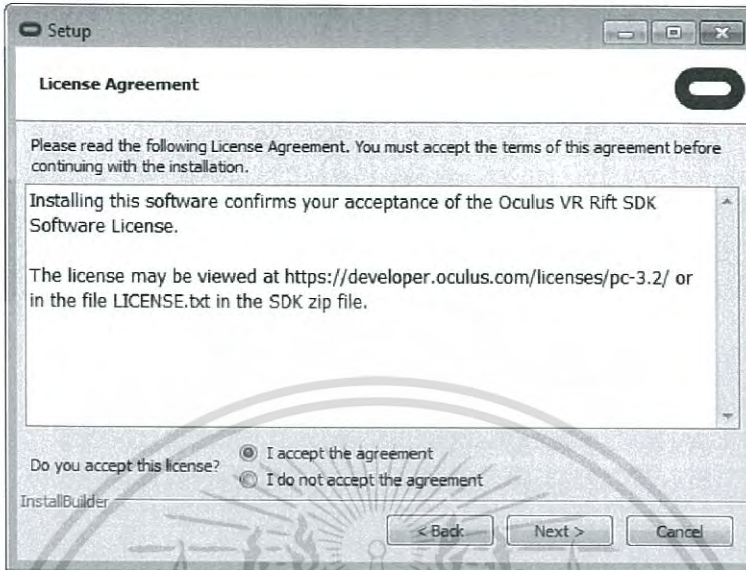 Setup
License Agreement
Please read the following License Agreement. You must accept the terms of this agreement before
continuing with the installation.
Installing this software confirms your acceptance of the Oculus VR Rift SDK
Software License.
The license may be viewed at https://developer.oculus.com/licenses/pc-3.2/ or
in the file LICENSE.txt in the SDK zip file.
Do you accept this license?
I accept the agreement
I do not accept the agreement
InstallBuilder
< Back
Next >
Cancel